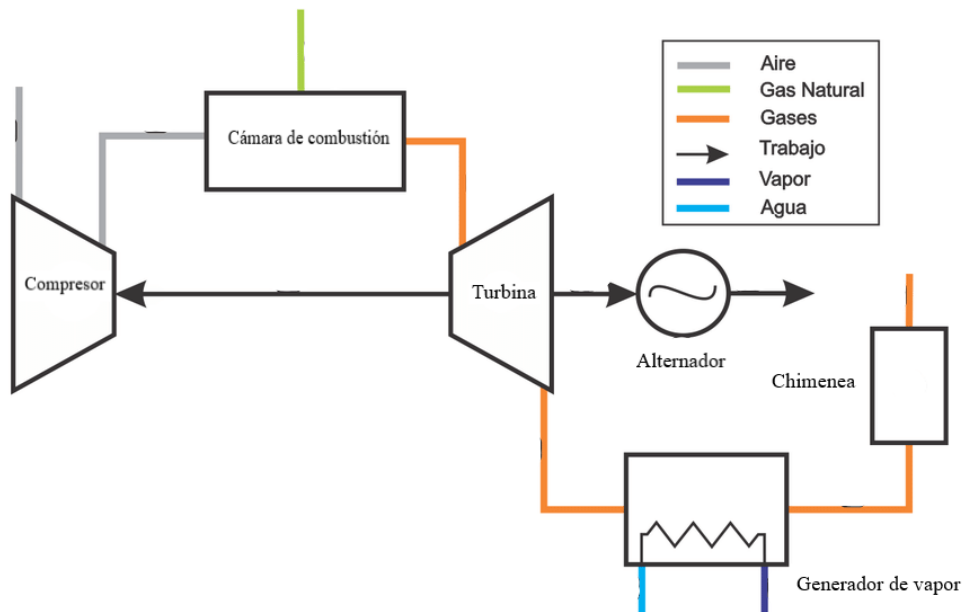 Aire
Gas Natural
Gases
Trabajo
Vapor
Agua
Cámara de combustión
Compresor
Turbina
Alternador
Chimenea
Generador de vapor